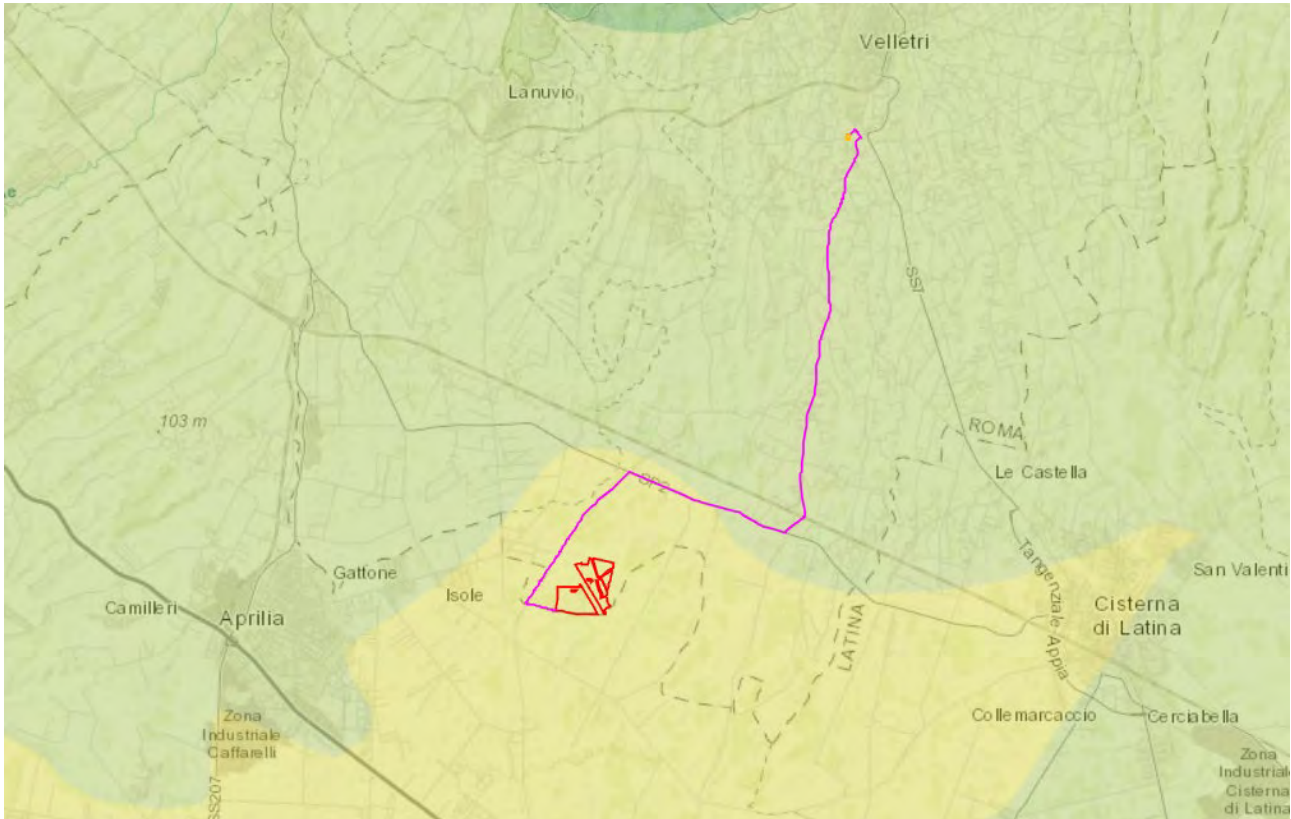 Velletri
Lanuvio
SS7
103 m
ROMA
Le Castella
SP2
Tangenziale Appia
San Valenti
Gattone
Isole
Camilleri
Aprilia
Cisterna
di Latina
LATINA
Collemarcaccio
Cerciabella
Zona
Industriale
Caffarelli
SS207
Zona
Industriale
Cisterna
di Latina